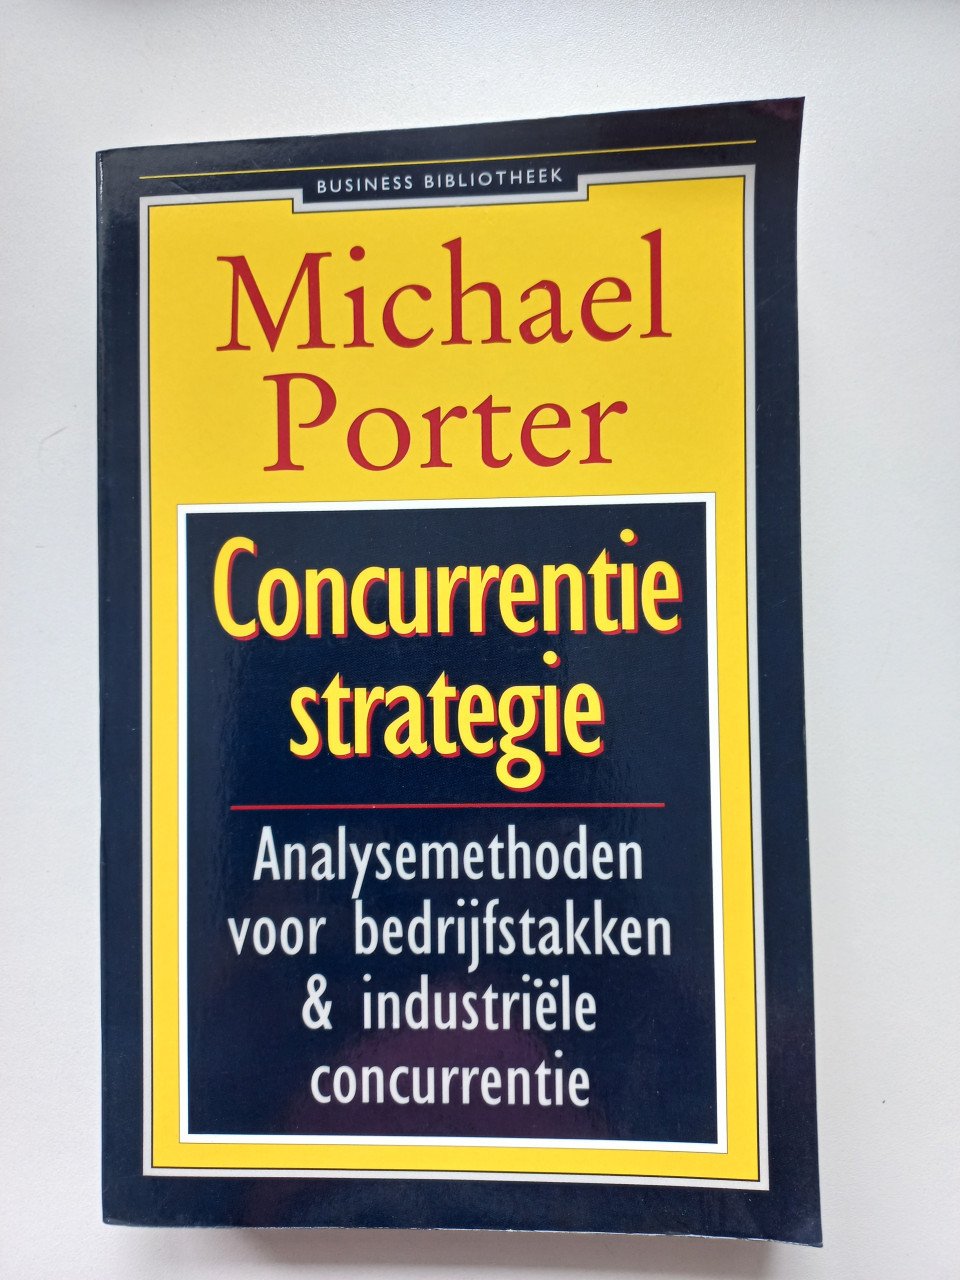 BUSINESS BIBLIOTHEEK
Michael
Porter
Concurrentie
strategie
Analysemethoden
voor bedrijfstakken
& industriële
concurrentie